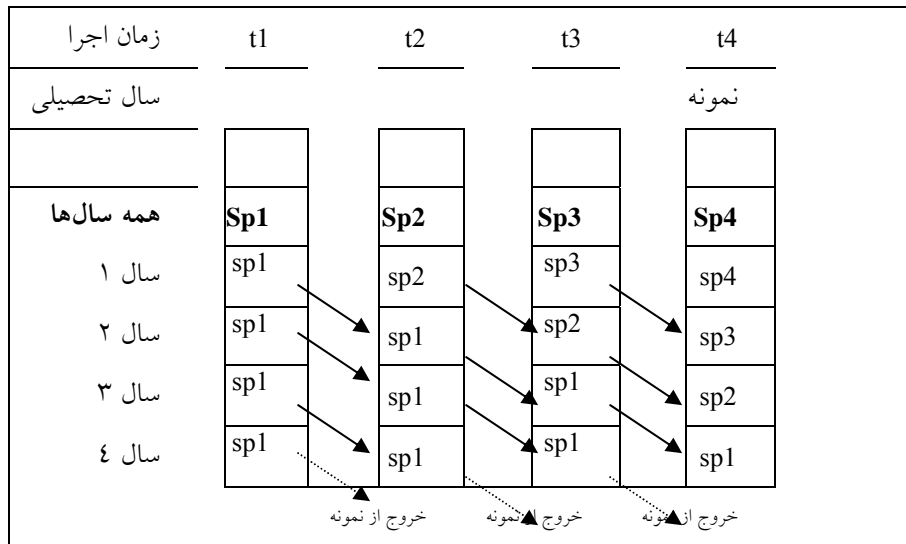 زمان اجرا t1 t2 t3 t4
سال تحصیلی نمونه
همه سال‌ها Sp1 Sp2 Sp3 Sp4
سال ۱ sp1 sp2 sp3 sp4
سال ۲ sp1 sp1 sp2 sp3
سال ۳ sp1 sp1 sp1 sp2
سال ٤ sp1 sp1 sp1 sp1
خروج از نمونه خروج از نمونه خروج از نمونه